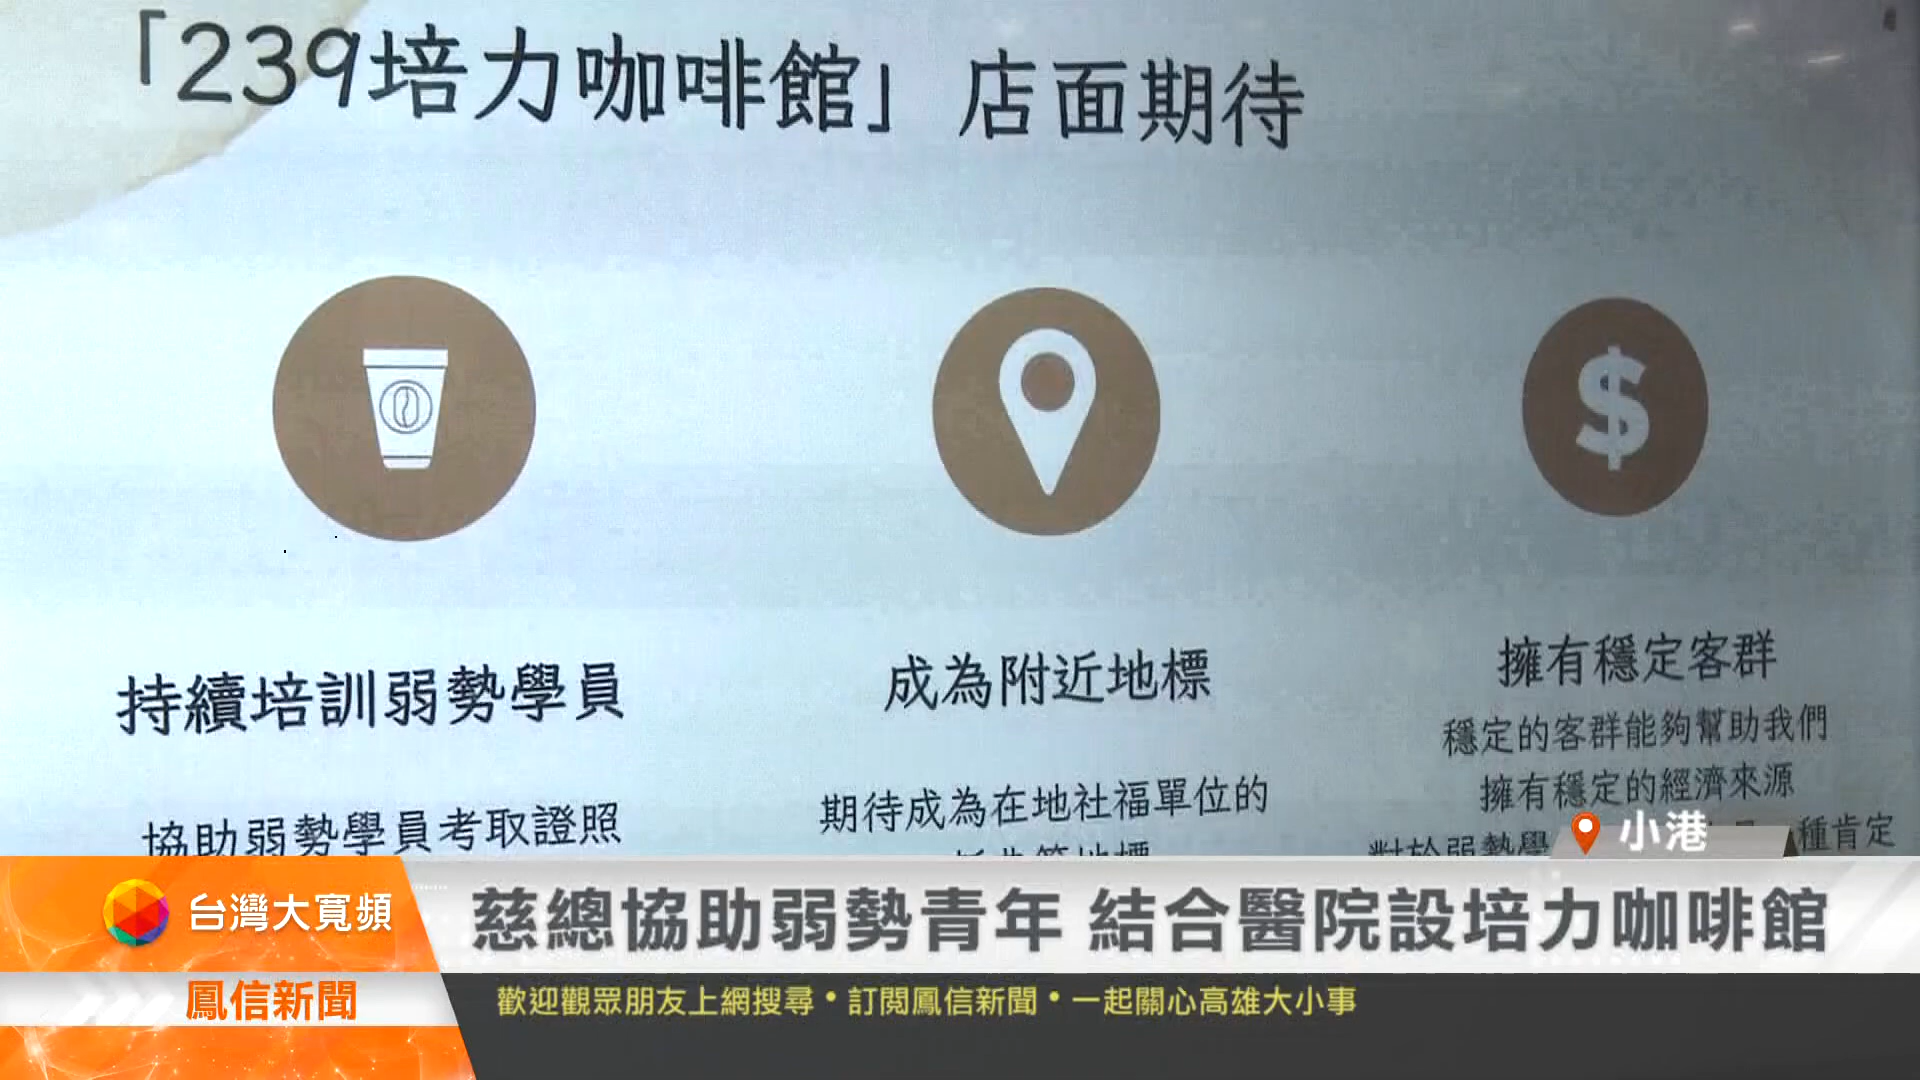 「239培力咖啡館」店面期待
持續培訓弱勢學員
協助弱勢學員考取證照
成為附近地標
期待成為在地社福單位的
擁有穩定客群
穩定的客群能夠幫助我們
擁有穩定的經濟來源
對於弱勢學 種肯定
小港
台灣大寬頻
慈總協助弱勢青年 結合醫院設培力咖啡館
鳳信新聞
歡迎觀眾朋友上網搜尋•訂閱鳳信新聞•一起關心高雄大小事